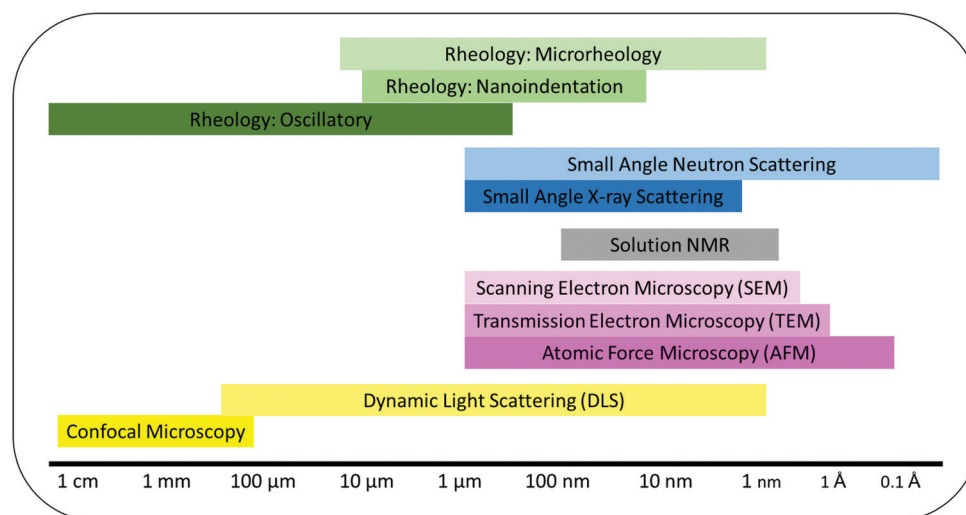 Rheology: Microrheology
Rheology: Nanoindentation
Rheology: Oscillatory
Small Angle Neutron Scattering
Small Angle X-ray Scattering
Solution NMR
Scanning Electron Microscopy (SEM)
Transmission Electron Microscopy (TEM)
Atomic Force Microscopy (AFM)
Dynamic Light Scattering (DLS)
Confocal Microscopy
1 cm 1 mm 100 µm 10 µm 1 µm 100 nm 10 nm 1 nm 1 Å 0.1 Å